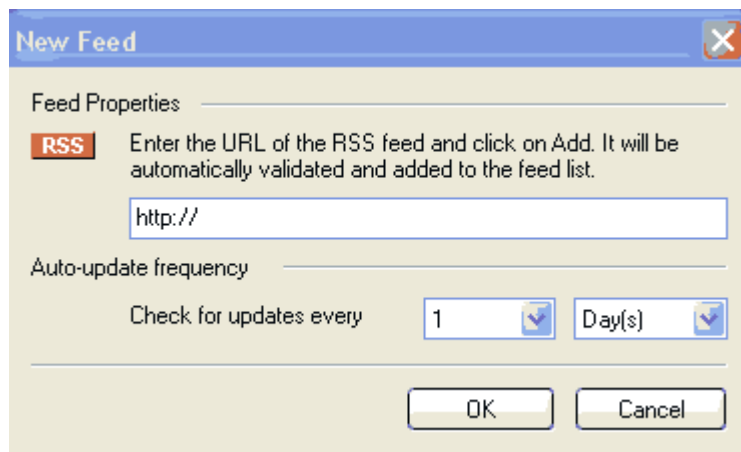 New Feed
Feed Properties
RSS
Enter the URL of the RSS feed and click on Add. It will be
automatically validated and added to the feed list.
http://
Auto-update frequency
Check for updates every 1 Day(s)
OK Cancel